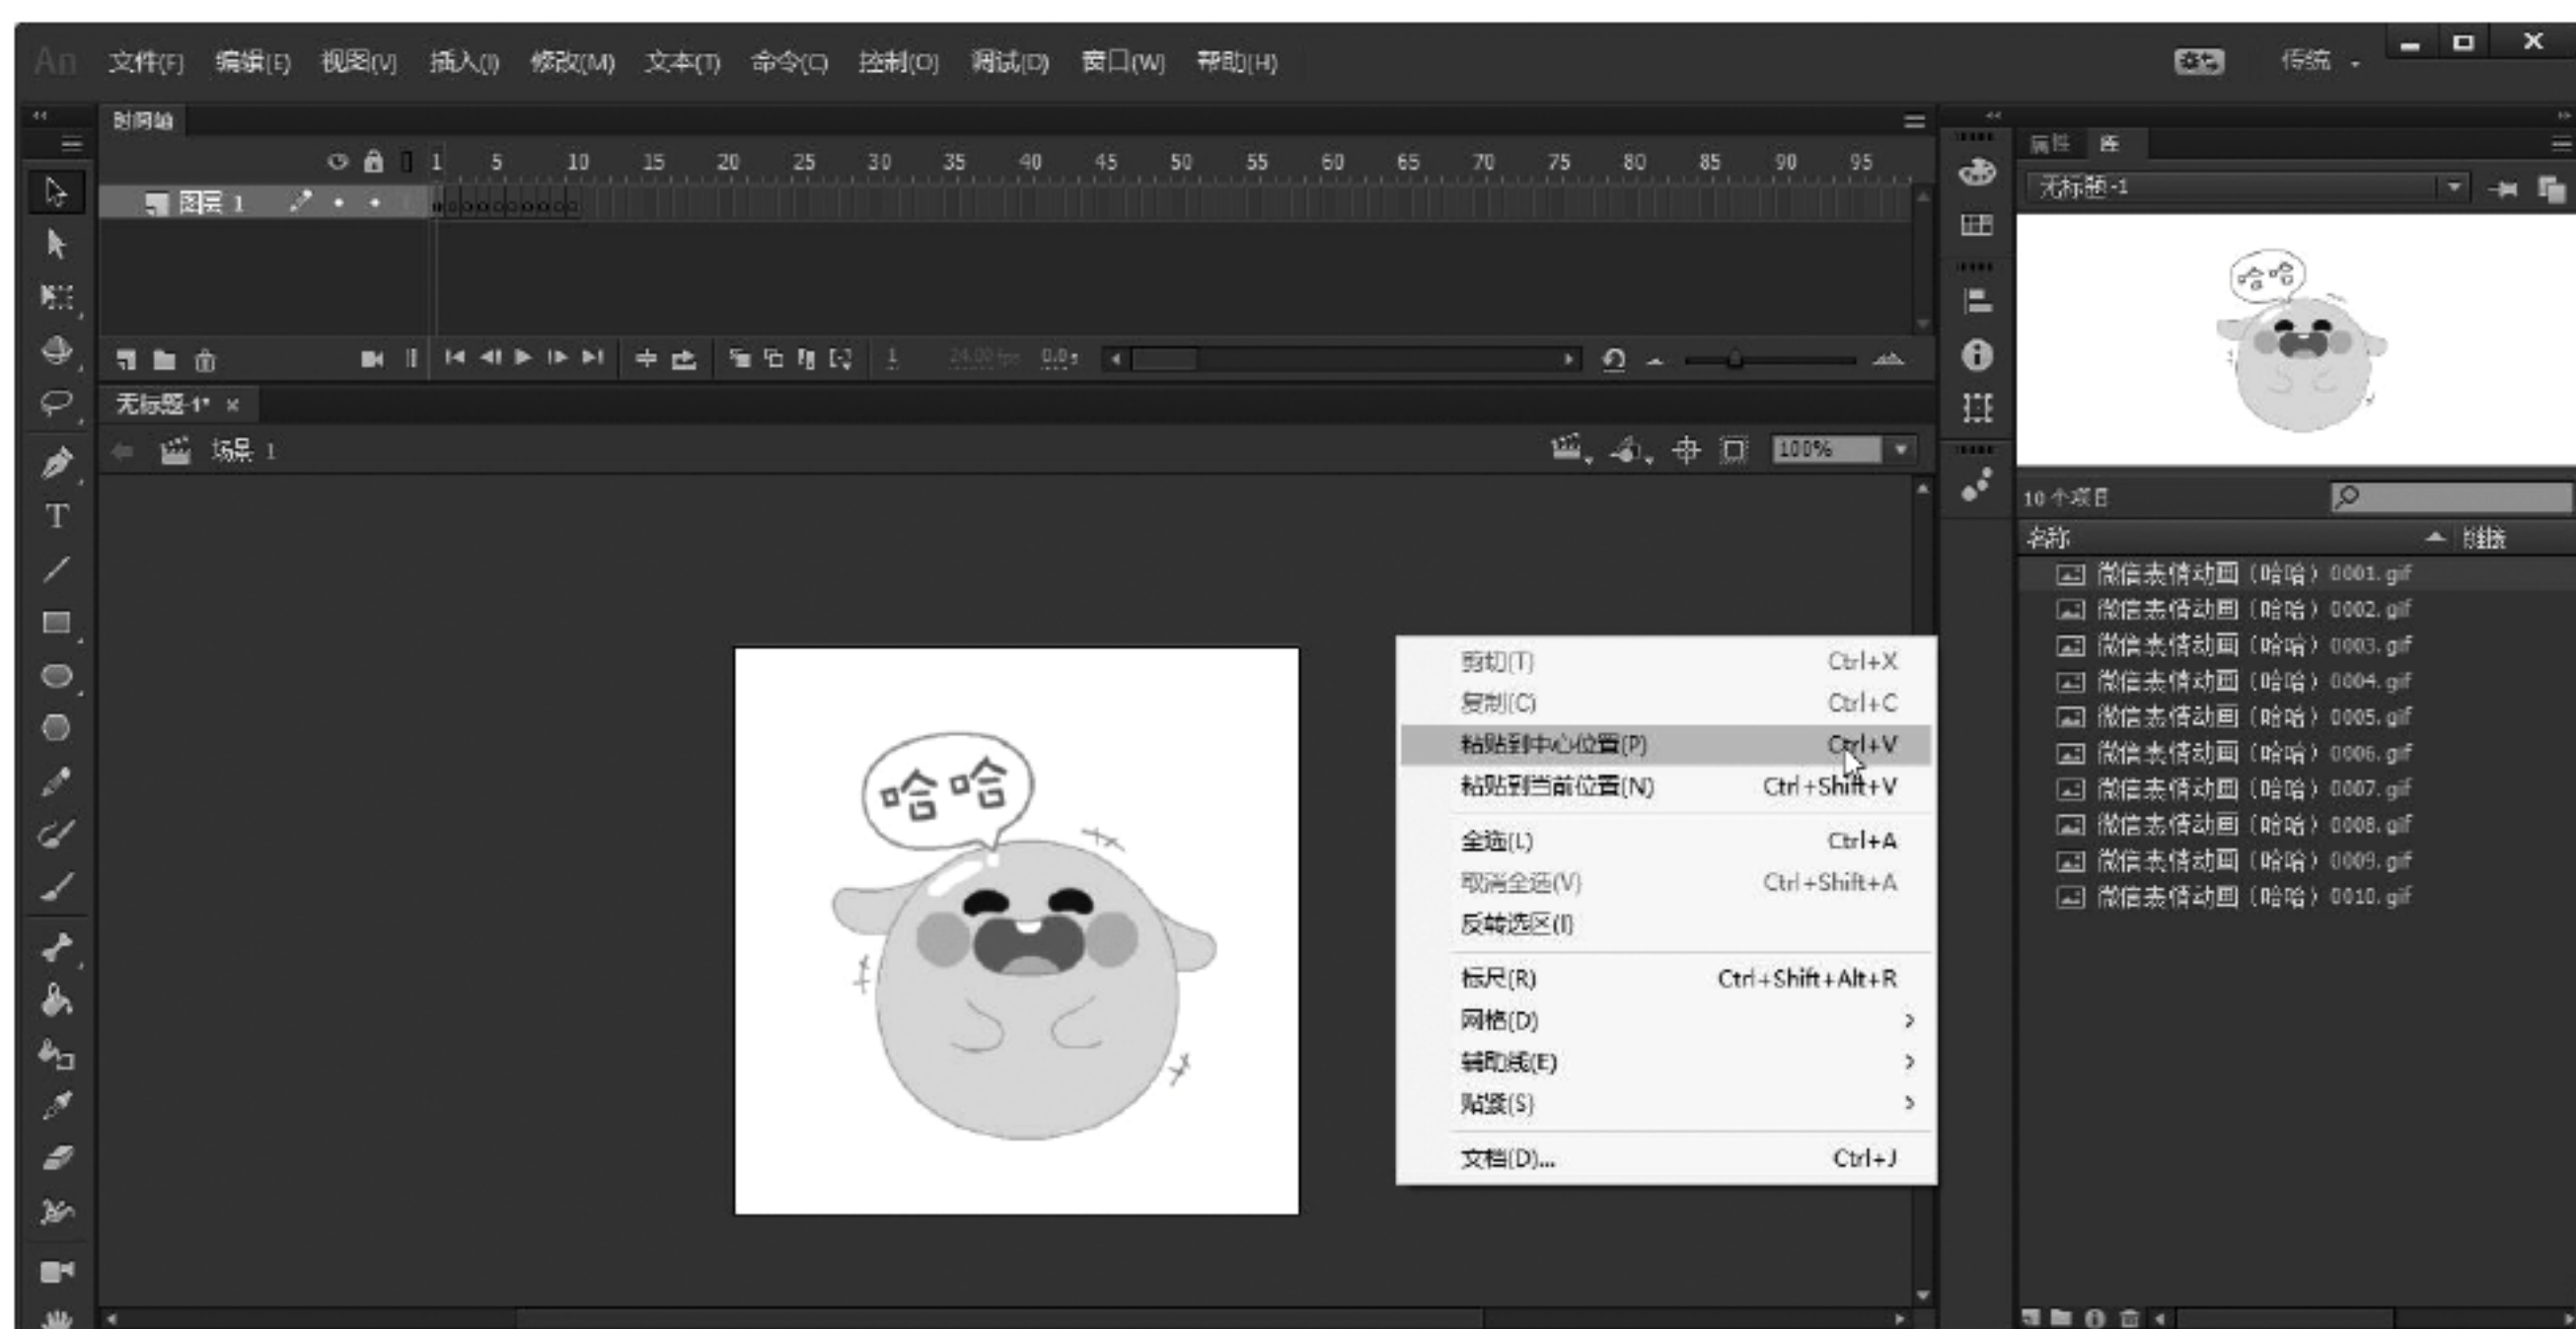 An 文件(F) 编辑(E) 视图(V) 插入(I) 修改(M) 文本(T) 命令(C) 控制(O) 调试(D) 窗口(W) 帮助(H) 传统
时间轴
1 5 10 15 20 25 30 35 40 45 50 55 60 65 70 75 80 85 90 95
图层 1
1 24.00 fps 0.0s
无标题-1* ×
场景 1 100%
哈哈
剪切(T) Ctrl+X
复制(C) Ctrl+C
粘贴到中心位置(P) Ctrl+V
粘贴到当前位置(N) Ctrl+Shift+V
全选(L) Ctrl+A
取消全选(V) Ctrl+Shift+A
反转选区(I)
标尺(R) Ctrl+Shift+Alt+R
网格(D)
辅助线(E)
贴紧(S)
文档(D)... Ctrl+J
属性 库
无标题-1
哈哈
10 个项目
名称 链接
微信表情动画（哈哈）0001.gif
微信表情动画（哈哈）0002.gif
微信表情动画（哈哈）0003.gif
微信表情动画（哈哈）0004.gif
微信表情动画（哈哈）0005.gif
微信表情动画（哈哈）0006.gif
微信表情动画（哈哈）0007.gif
微信表情动画（哈哈）0008.gif
微信表情动画（哈哈）0009.gif
微信表情动画（哈哈）0010.gif